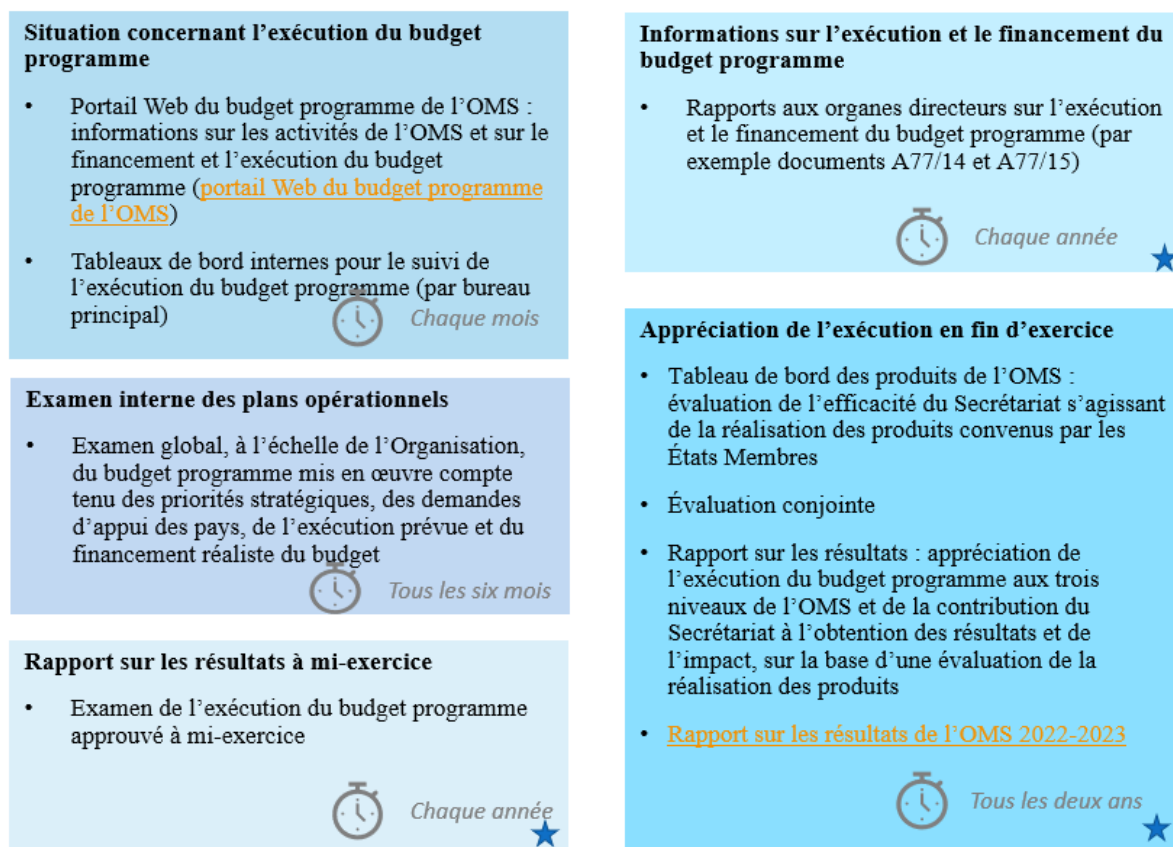 Situation concernant l’exécution du budget
programme
• Portail Web du budget programme de l’OMS :
informations sur les activités de l’OMS et sur le
financement et l’exécution du budget
programme (portail Web du budget programme
de l’OMS)
• Tableaux de bord internes pour le suivi de
l’exécution du budget programme (par bureau
principal)
Chaque mois
Examen interne des plans opérationnels
• Examen global, à l’échelle de l’Organisation,
du budget programme mis en œuvre compte
tenu des priorités stratégiques, des demandes
d’appui des pays, de l’exécution prévue et du
financement réaliste du budget
Tous les six mois
Rapport sur les résultats à mi-exercice
• Examen de l’exécution du budget programme
approuvé à mi-exercice
Chaque année
Informations sur l’exécution et le financement du
budget programme
• Rapports aux organes directeurs sur l’exécution
et le financement du budget programme (par
exemple documents A77/14 et A77/15)
Chaque année
Appréciation de l’exécution en fin d’exercice
• Tableau de bord des produits de l’OMS :
évaluation de l’efficacité du Secrétariat s’agissant
de la réalisation des produits convenus par les
États Membres
• Évaluation conjointe
• Rapport sur les résultats : appréciation de
l’exécution du budget programme aux trois
niveaux de l’OMS et de la contribution du
Secrétariat à l’obtention des résultats et de
l’impact, sur la base d’une évaluation de la
réalisation des produits
• Rapport sur les résultats de l’OMS 2022-2023
Tous les deux ans